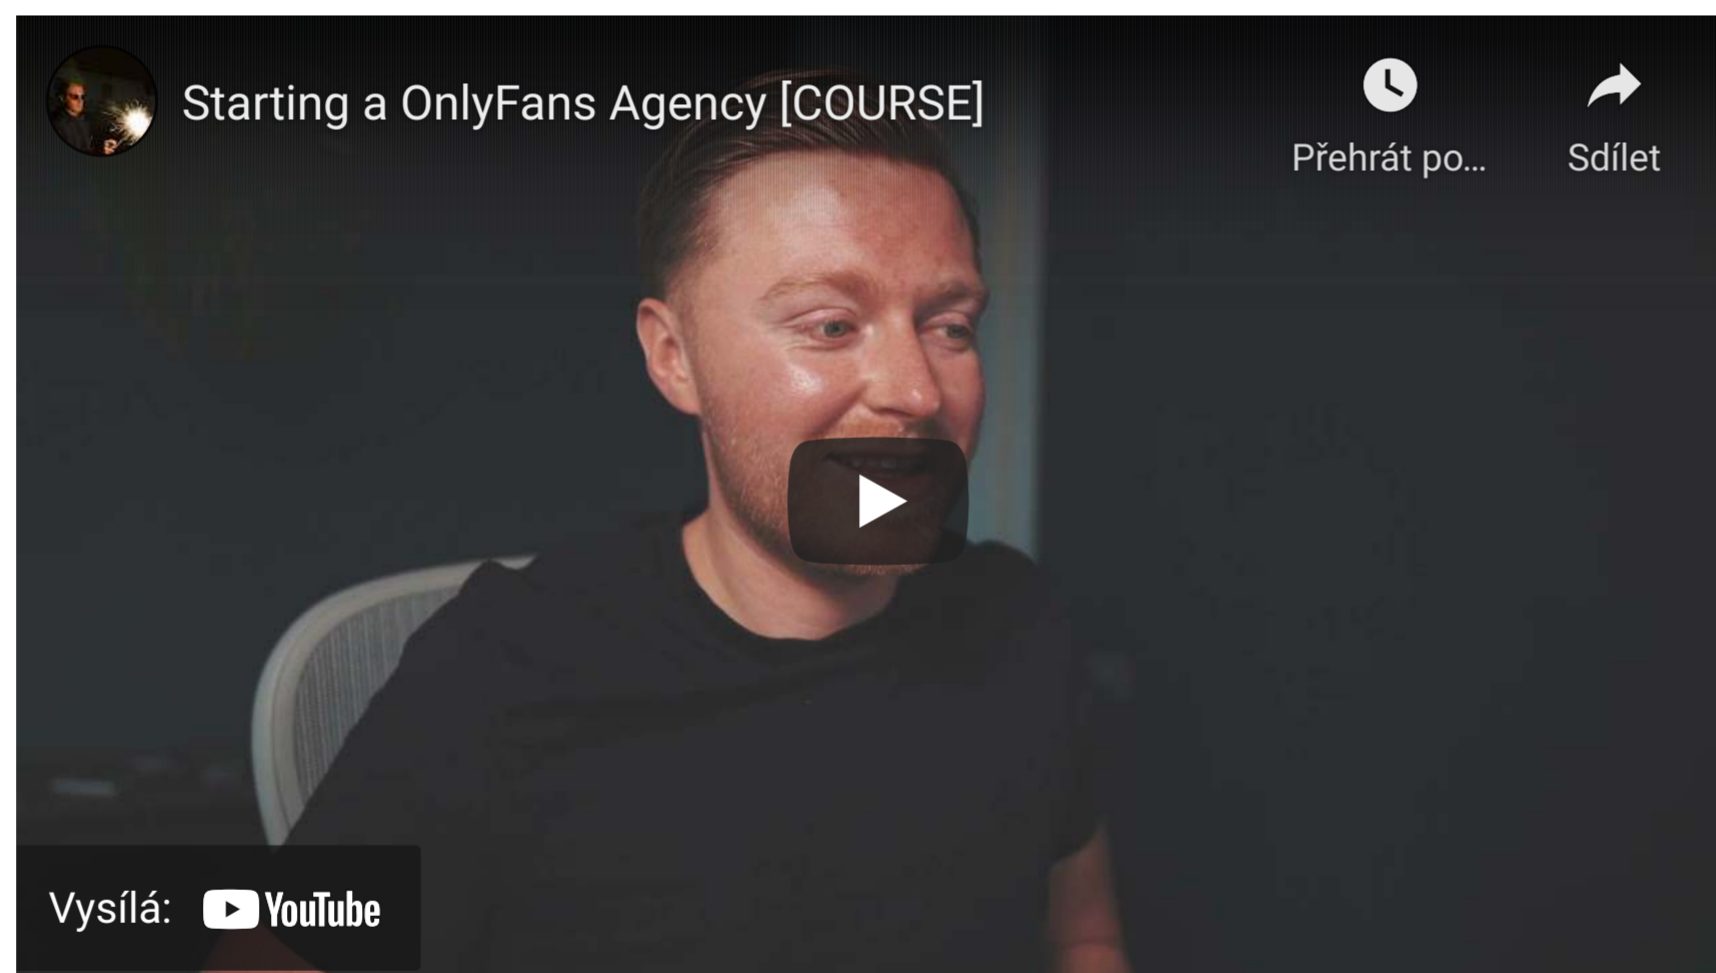 Starting a OnlyFans Agency [COURSE]
Přehrát po...
Sdílet
Vysílá: YouTube